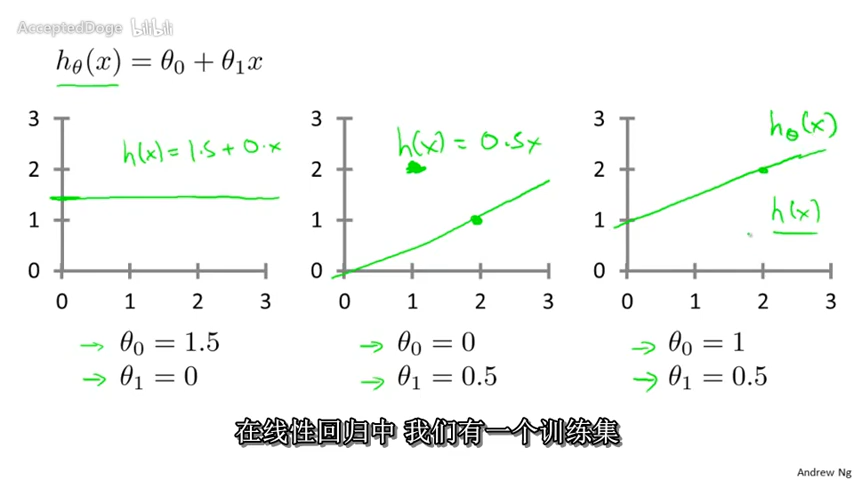 AcceptedDoge bilibili
hθ(x) = θ0 + θ1x
3
2
1
0
0 1 2 3
h(x) = 1.5 + 0·x
θ0 = 1.5
θ1 = 0
3
2
1
0
0 1 2 3
h(x) = 0.5x
θ0 = 0
θ1 = 0.5
3
2
1
0
0 1 2 3
hθ(x)
h(x)
θ0 = 1
θ1 = 0.5
在线性回归中 我们有一个训练集
Andrew Ng